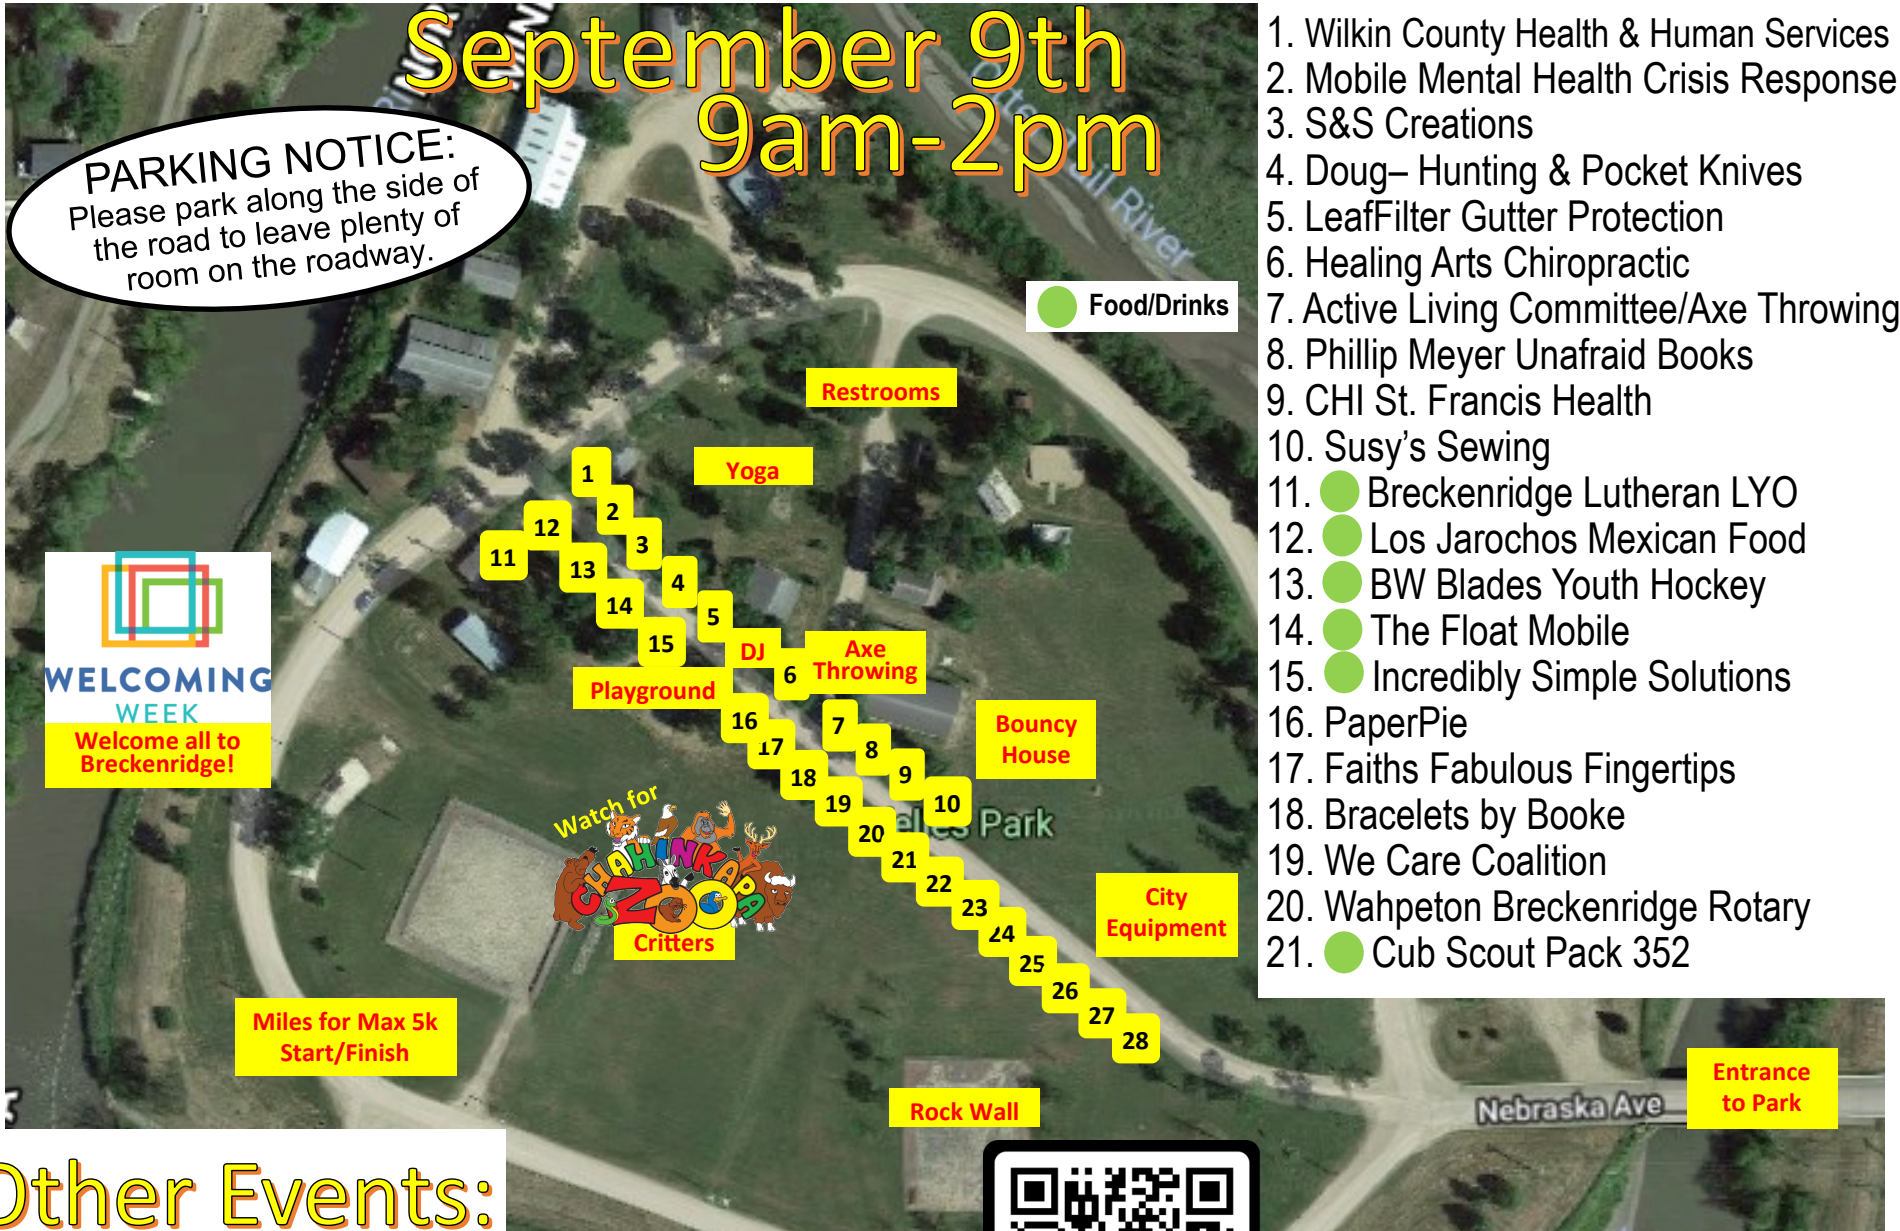 September 9th
9am-2pm
PARKING NOTICE:
Please park along the side of
the road to leave plenty of
room on the roadway.
Tail River
Food/Drinks
Restrooms
Yoga
1
2
3
4
5
6
7
8
9
10
11
12
13
14
15
16
17
18
19
20
21
22
23
24
25
26
27
28
DJ
Axe
Throwing
Playground
Bouncy
House
Park
WELCOMING
WEEK
Welcome all to
Breckenridge!
Watch for
CHAHINKAPA
ZOO
Critters
City
Equipment
Miles for Max 5k
Start/Finish
Rock Wall
Nebraska Ave
Entrance
to Park
Other Events:
1. Wilkin County Health & Human Services
2. Mobile Mental Health Crisis Response
3. S&S Creations
4. Doug– Hunting & Pocket Knives
5. LeafFilter Gutter Protection
6. Healing Arts Chiropractic
7. Active Living Committee/Axe Throwing
8. Phillip Meyer Unafraid Books
9. CHI St. Francis Health
10. Susy’s Sewing
11. Breckenridge Lutheran LYO
12. Los Jarochos Mexican Food
13. BW Blades Youth Hockey
14. The Float Mobile
15. Incredibly Simple Solutions
16. PaperPie
17. Faiths Fabulous Fingertips
18. Bracelets by Booke
19. We Care Coalition
20. Wahpeton Breckenridge Rotary
21. Cub Scout Pack 352